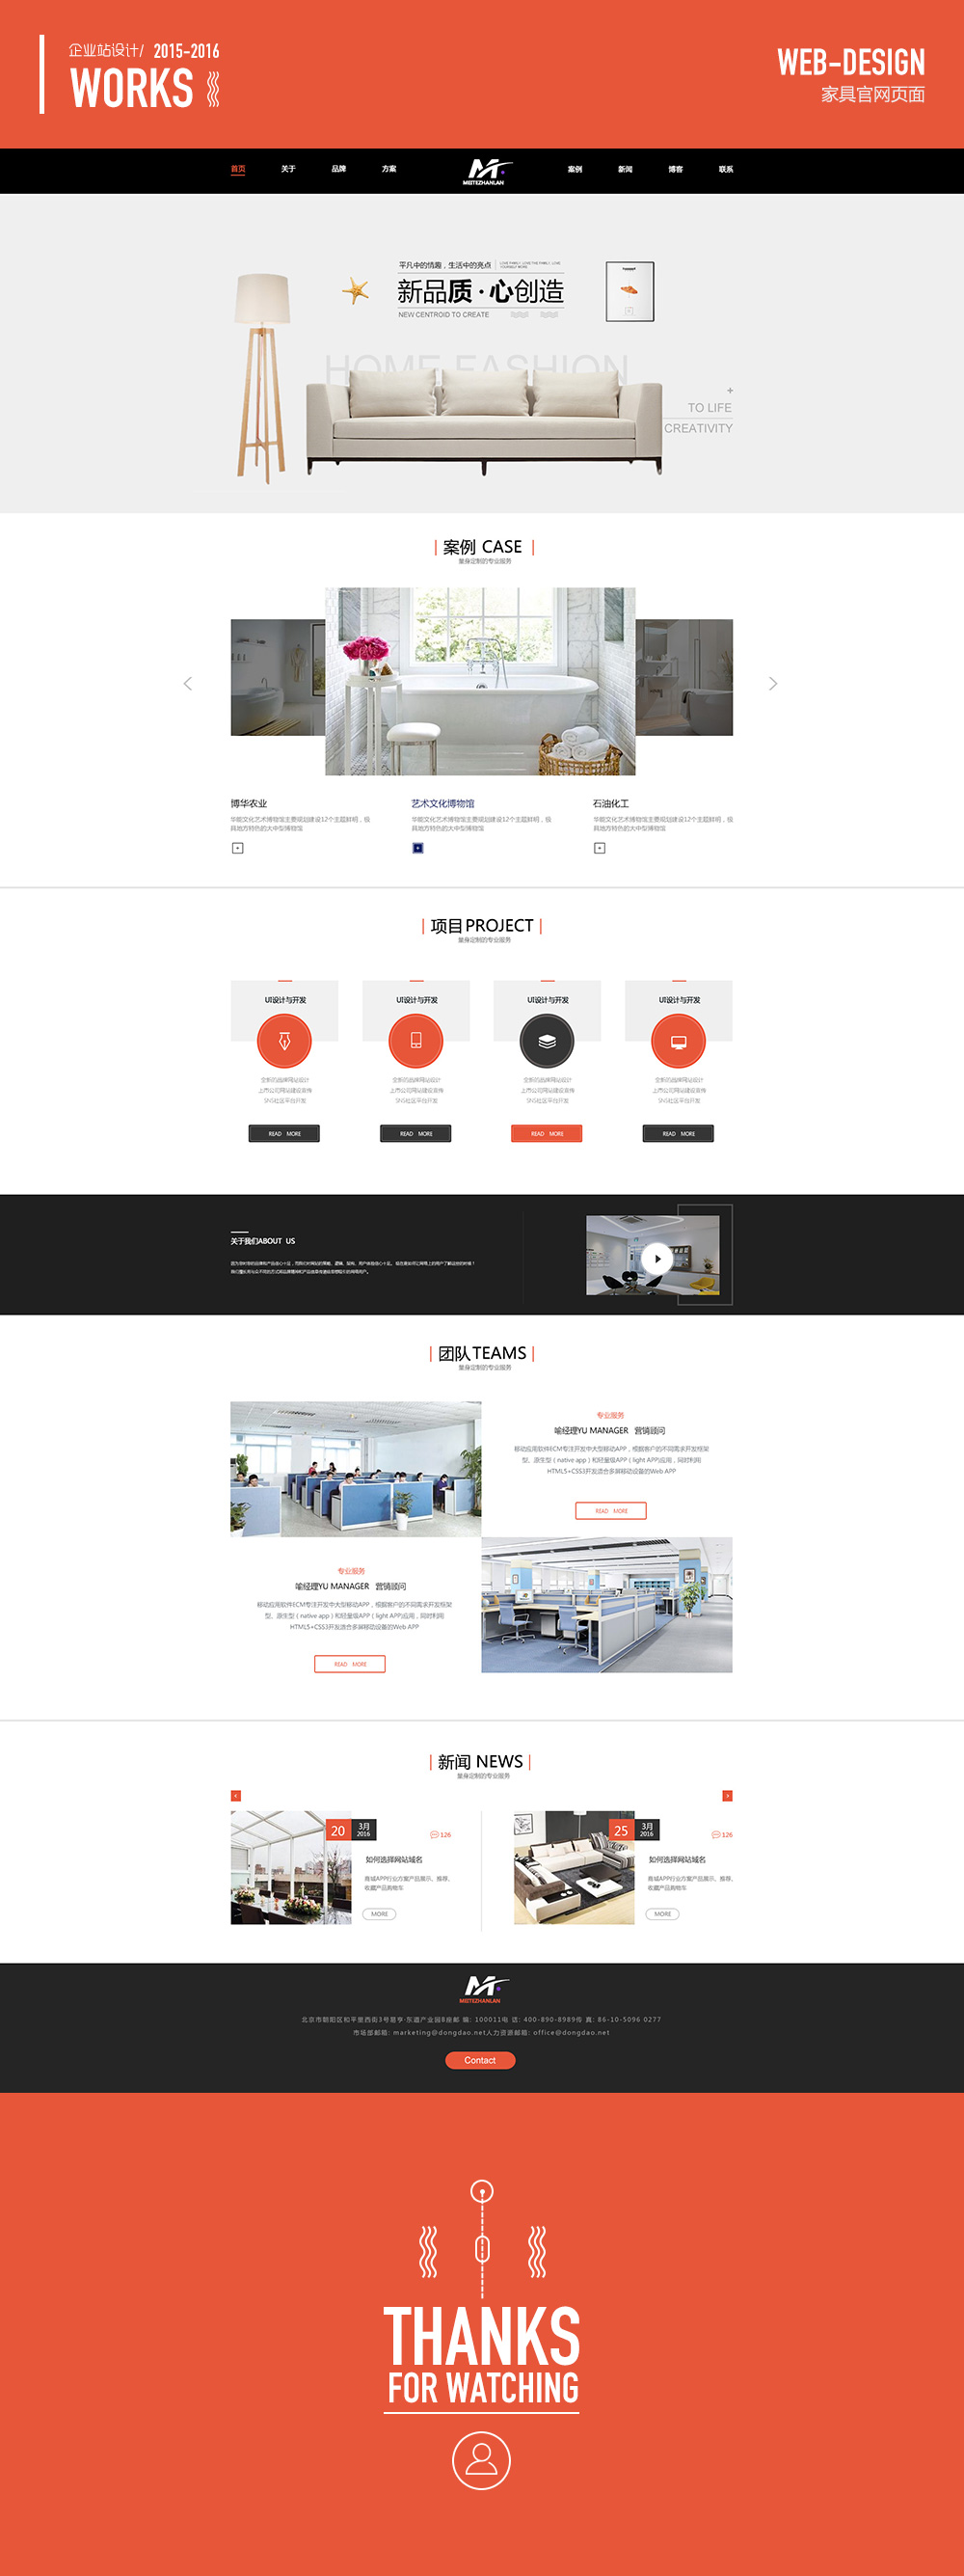 企业站设计/ 2015-2016
WORKS
WEB-DESIGN
家具官网页面
首页 关于 品牌 方案
MEITEZHANLAN
案例 新闻 博客 联系
平凡中的情趣，生活中的亮点
新品质·心创造
NEW CENTROID TO CREATE
HOME FASHION
TO LIFE
CREATIVITY
案例 CASE
量身定制的专业服务
博华农业
华能文化艺术博物馆主要规划建设12个主题鲜明，极
具地方特色的大中型博物馆
艺术文化博物馆
华能文化艺术博物馆主要规划建设12个主题鲜明，极
具地方特色的大中型博物馆
石油化工
华能文化艺术博物馆主要规划建设12个主题鲜明，极
具地方特色的大中型博物馆
项目PROJECT
量身定制的专业服务
UI设计与开发
全新的品牌网站设计
上市公司网站建设宣传
SNS社区平台开发
READ MORE
UI设计与开发
全新的品牌网站设计
上市公司网站建设宣传
SNS社区平台开发
READ MORE
UI设计与开发
全新的品牌网站设计
上市公司网站建设宣传
SNS社区平台开发
READ MORE
UI设计与开发
全新的品牌网站设计
上市公司网站建设宣传
SNS社区平台开发
READ MORE
关于我们ABOUT US
团队TEAMS
量身定制的专业服务
专业服务
喻经理YU MANAGER 营销顾问
移动应用软件ECM专注开发中大型移动APP，根据客户的不同需求开发框架
型、原生型（native app）和轻量级APP（light APP)应用，同时利用
HTML5+CSS3开发适合多屏移动设备的Web APP
READ MORE
专业服务
喻经理YU MANAGER 营销顾问
移动应用软件ECM专注开发中大型移动APP，根据客户的不同需求开发框架
型、原生型（native app）和轻量级APP（light APP)应用，同时利用
HTML5+CSS3开发适合多屏移动设备的Web APP
READ MORE
新闻 NEWS
量身定制的专业服务
20
3月
2016
126
如何选择网站域名
商城APP行业方案产品展示、推荐、
收藏产品购物车
MORE
25
3月
2016
126
如何选择网站域名
商城APP行业方案产品展示、推荐、
收藏产品购物车
MORE
MEITEZHANLAN
北京市朝阳区和平里西街3号星亨·东道产业园B座邮 编: 100011电 话: 400-890-8989传 真: 86-10-5096 0277
市场部邮箱: marketing@dongdao.net人力资源邮箱: office@dongdao.net
Contact
THANKS
FOR WATCHING